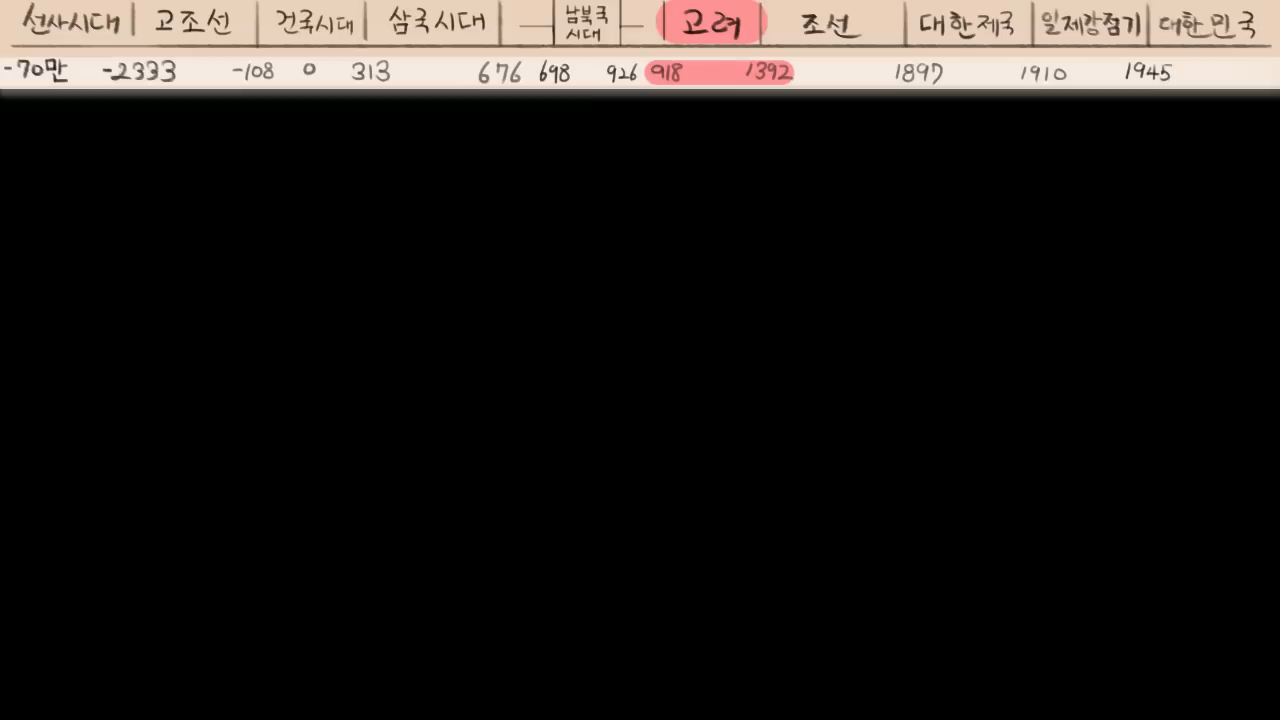 선사시대 고조선 건국시대 삼국시대 남북국 시대 고려 조선 대한제국 일제강점기 대한민국
-70만 -2333 -108 0 313 676 698 926 918 1392 1897 1910 1945